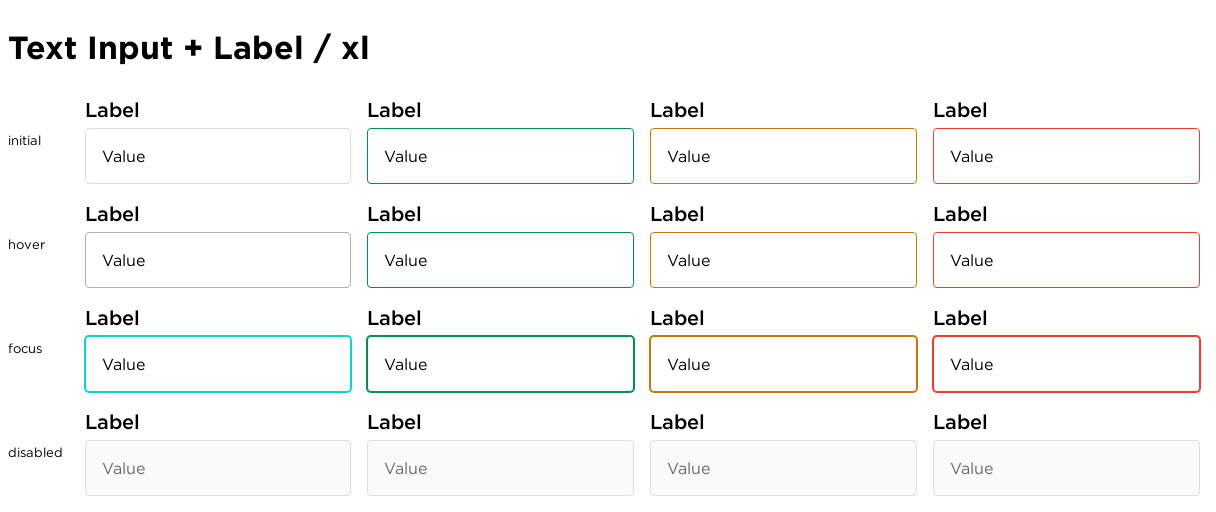 Text Input + Label / xl
Label Label Label Label
initial Value Value Value Value
Label Label Label Label
hover Value Value Value Value
Label Label Label Label
focus Value Value Value Value
Label Label Label Label
disabled Value Value Value Value